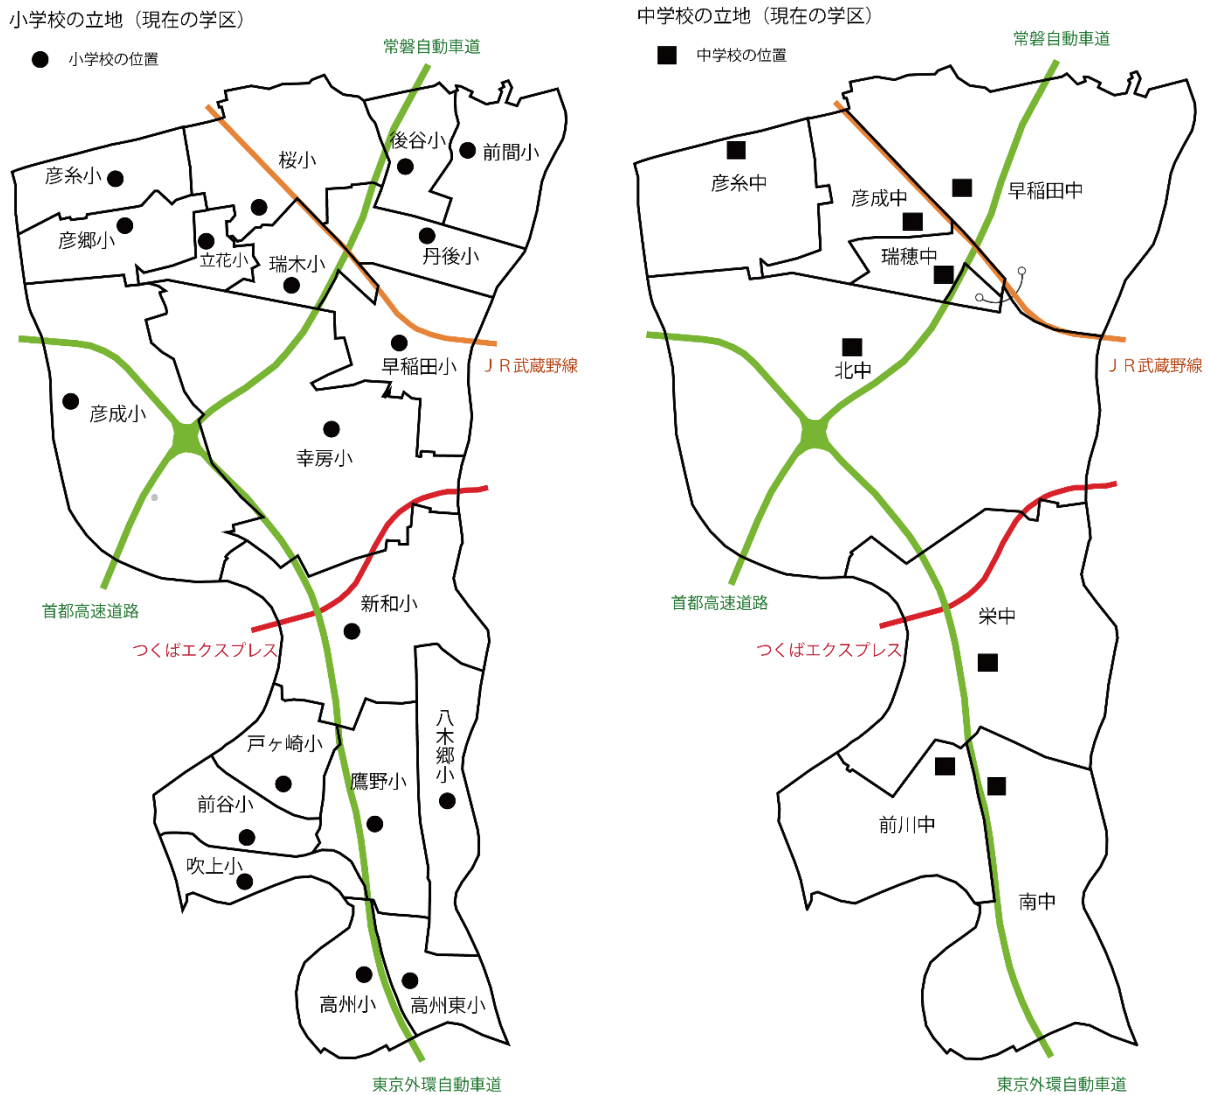 小学校の立地（現在の学区）
小学校の位置
常磐自動車道
桜小
後谷小
前間小
彦糸小
彦郷小
立花小
瑞木小
丹後小
早稲田小
ＪＲ武蔵野線
彦成小
幸房小
首都高速道路
新和小
つくばエクスプレス
八木郷小
戸ヶ崎小
鷹野小
前谷小
吹上小
高州小
高州東小
東京外環自動車道
中学校の立地（現在の学区）
中学校の位置
常磐自動車道
彦糸中
彦成中
早稲田中
瑞穂中
北中
ＪＲ武蔵野線
首都高速道路
栄中
つくばエクスプレス
前川中
南中
東京外環自動車道